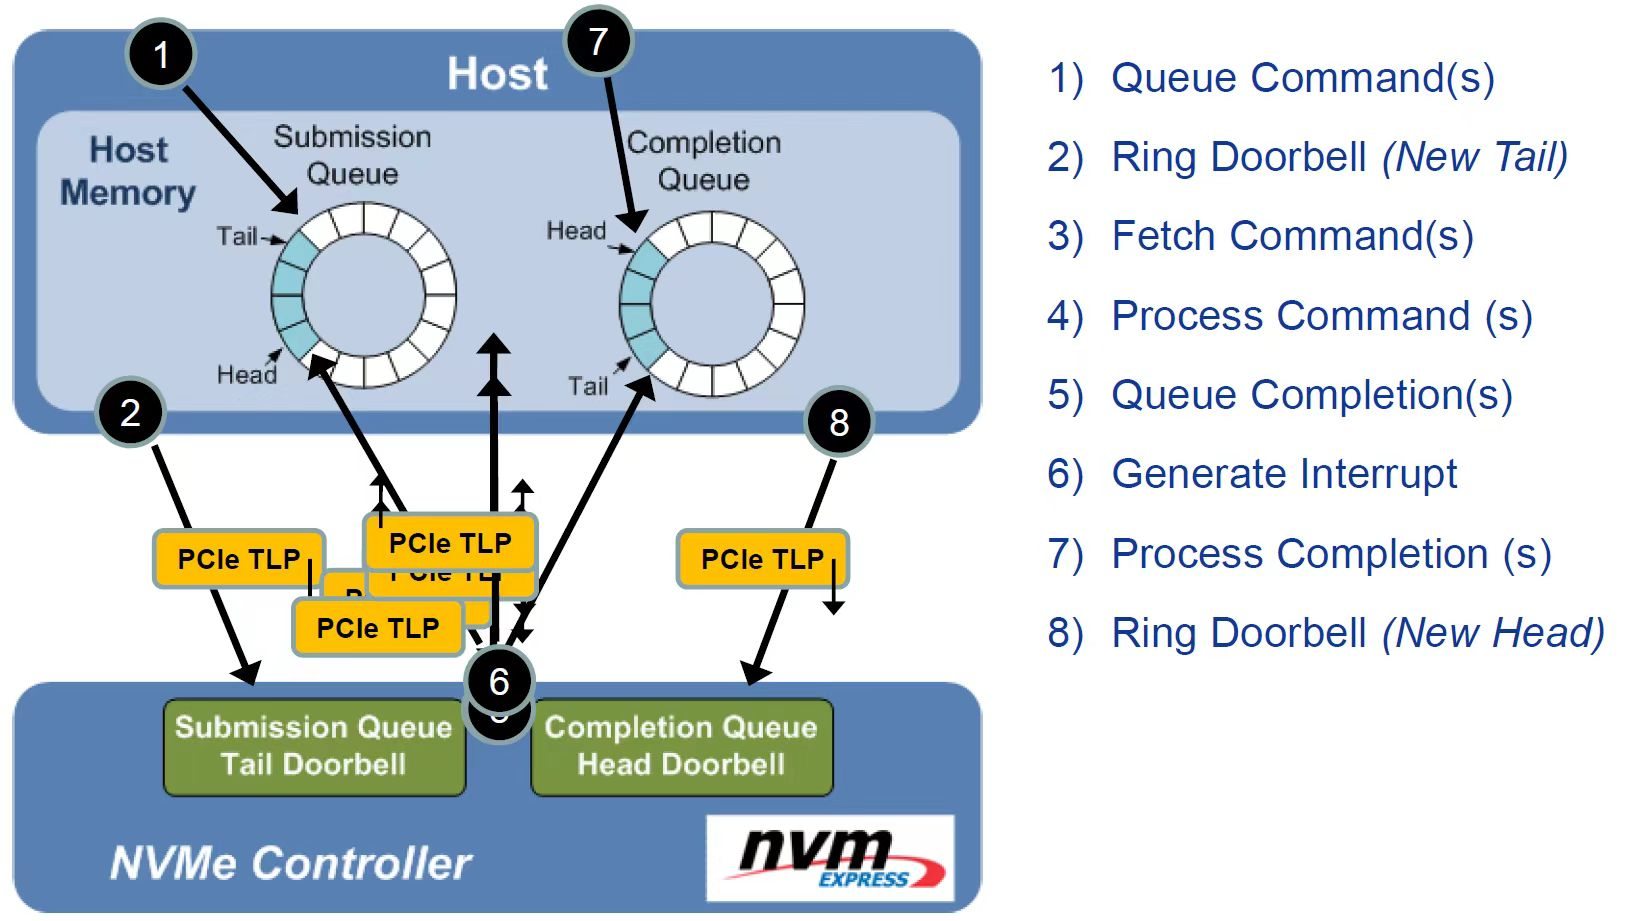 1
7
Host
Host
Memory
Submission
Queue
Completion
Queue
Tail
Head
Head
Tail
2
8
PCIe TLP
PCIe TLP
PCIe TLP
PCIe TLP
6
Submission Queue
Tail Doorbell
Completion Queue
Head Doorbell
NVMe Controller
nvm
EXPRESS
1) Queue Command(s)
2) Ring Doorbell (New Tail)
3) Fetch Command(s)
4) Process Command (s)
5) Queue Completion(s)
6) Generate Interrupt
7) Process Completion (s)
8) Ring Doorbell (New Head)